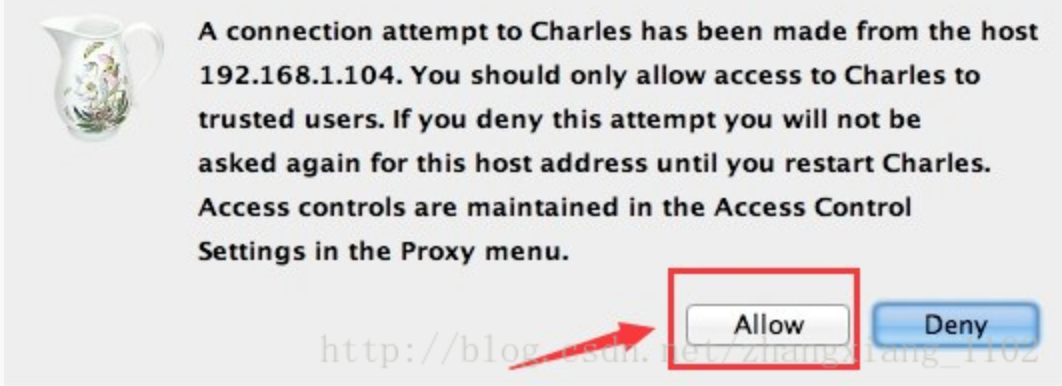 A connection attempt to Charles has been made from the host
192.168.1.104. You should only allow access to Charles to
trusted users. If you deny this attempt you will not be
asked again for this host address until you restart Charles.
Access controls are maintained in the Access Control
Settings in the Proxy menu.
Allow Deny
http://blog.csdn.net/zhangxiang_1102